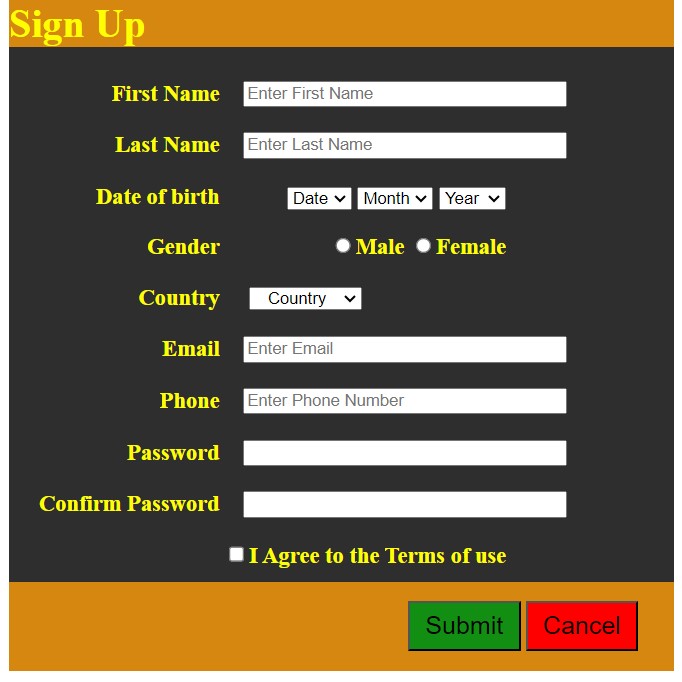 Sign Up
First Name Enter First Name
Last Name Enter Last Name
Date of birth Date Month Year
Gender Male Female
Country Country
Email Enter Email
Phone Enter Phone Number
Password
Confirm Password
I Agree to the Terms of use
Submit Cancel